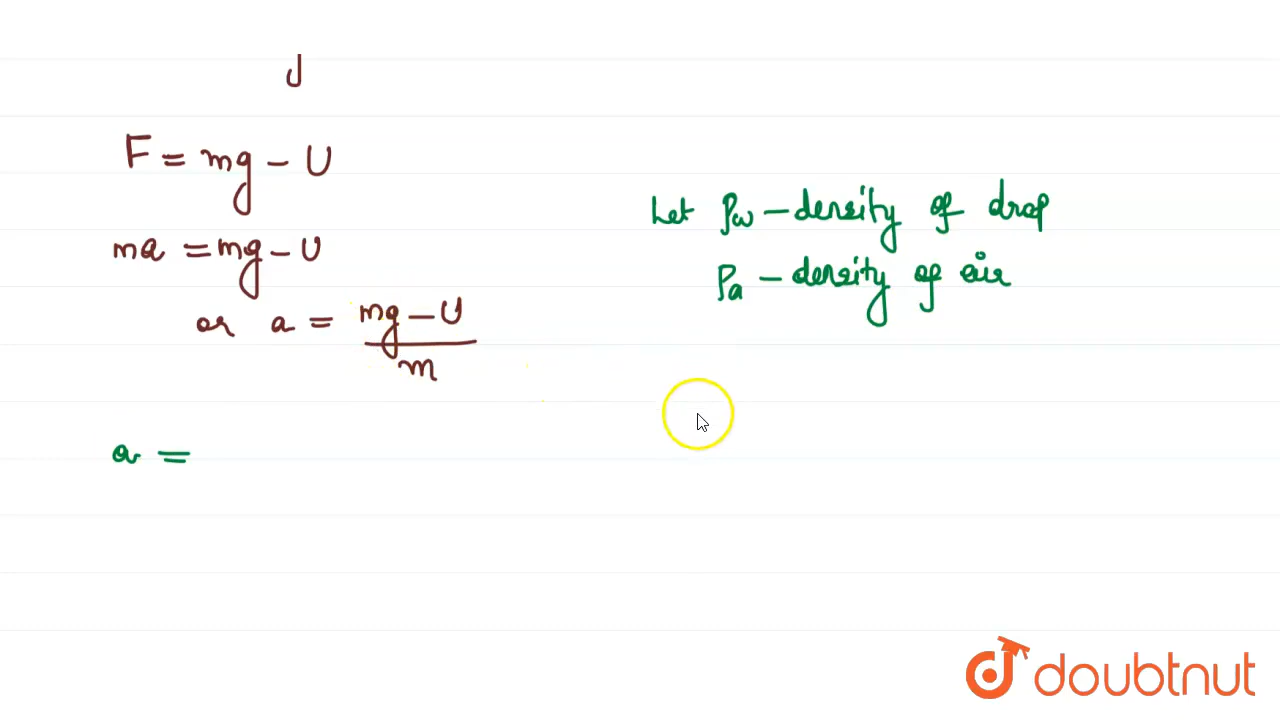 F = mg - U
ma = mg - U
or a = mg - U / m
a =
Let ρw - density of drop
ρa - density of air
doubtnut